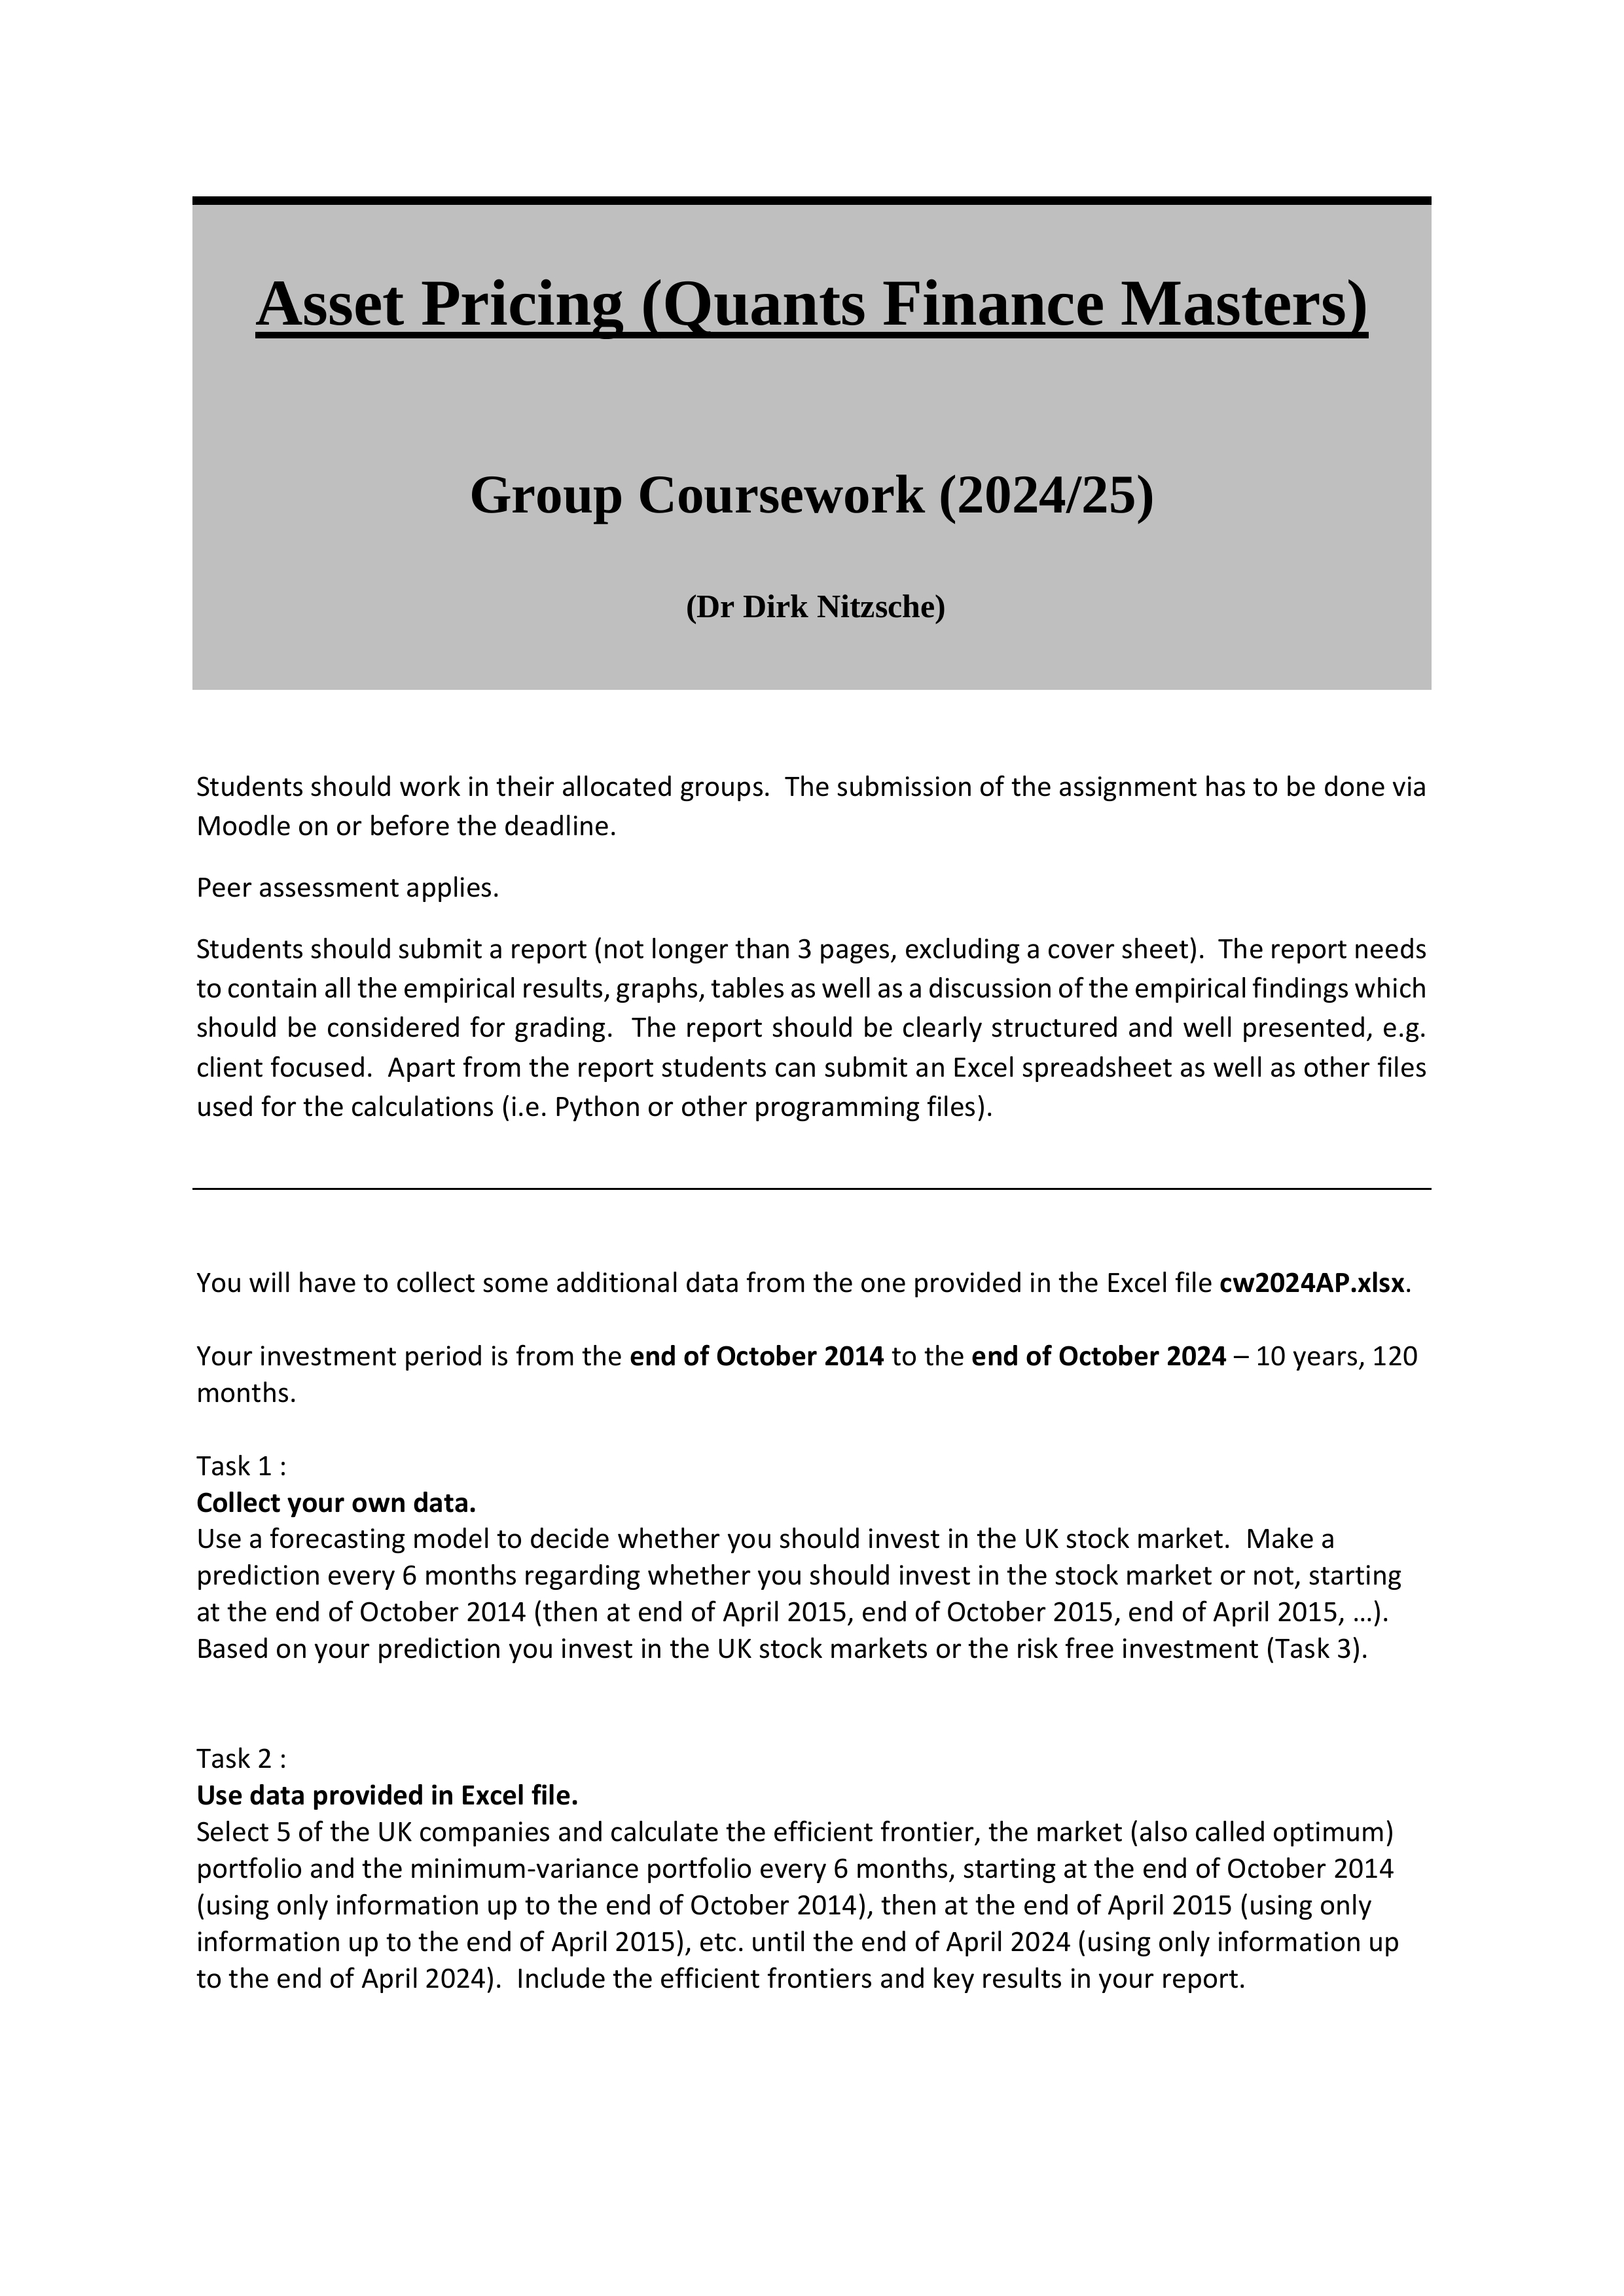 Asset Pricing (Quants Finance Masters)
Group Coursework (2024/25)
(Dr Dirk Nitzsche)
Students should work in their allocated groups.  The submission of the assignment has to be done via
Moodle on or before the deadline.
Peer assessment applies.
Students should submit a report (not longer than 3 pages, excluding a cover sheet).  The report needs
to contain all the empirical results, graphs, tables as well as a discussion of the empirical findings which
should be considered for grading.  The report should be clearly structured and well presented, e.g.
client focused.  Apart from the report students can submit an Excel spreadsheet as well as other files
used for the calculations (i.e. Python or other programming files).
You will have to collect some additional data from the one provided in the Excel file cw2024AP.xlsx.
Your investment period is from the end of October 2014 to the end of October 2024 – 10 years, 120
months.
Task 1 :
Collect your own data.
Use a forecasting model to decide whether you should invest in the UK stock market.  Make a
prediction every 6 months regarding whether you should invest in the stock market or not, starting
at the end of October 2014 (then at end of April 2015, end of October 2015, end of April 2015, …).
Based on your prediction you invest in the UK stock markets or the risk free investment (Task 3).
Task 2 :
Use data provided in Excel file.
Select 5 of the UK companies and calculate the efficient frontier, the market (also called optimum)
portfolio and the minimum-variance portfolio every 6 months, starting at the end of October 2014
(using only information up to the end of October 2014), then at the end of April 2015 (using only
information up to the end of April 2015), etc. until the end of April 2024 (using only information up
to the end of April 2024).  Include the efficient frontiers and key results in your report.